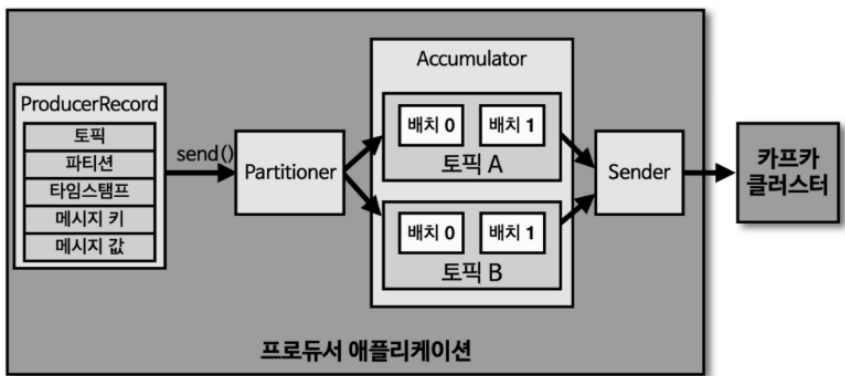 ProducerRecord
토픽
파티션
타임스탬프
메시지 키
메시지 값
send()
Partitioner
Accumulator
배치 0
배치 1
토픽 A
배치 0
배치 1
토픽 B
Sender
카프카
클러스터
프로듀서 애플리케이션